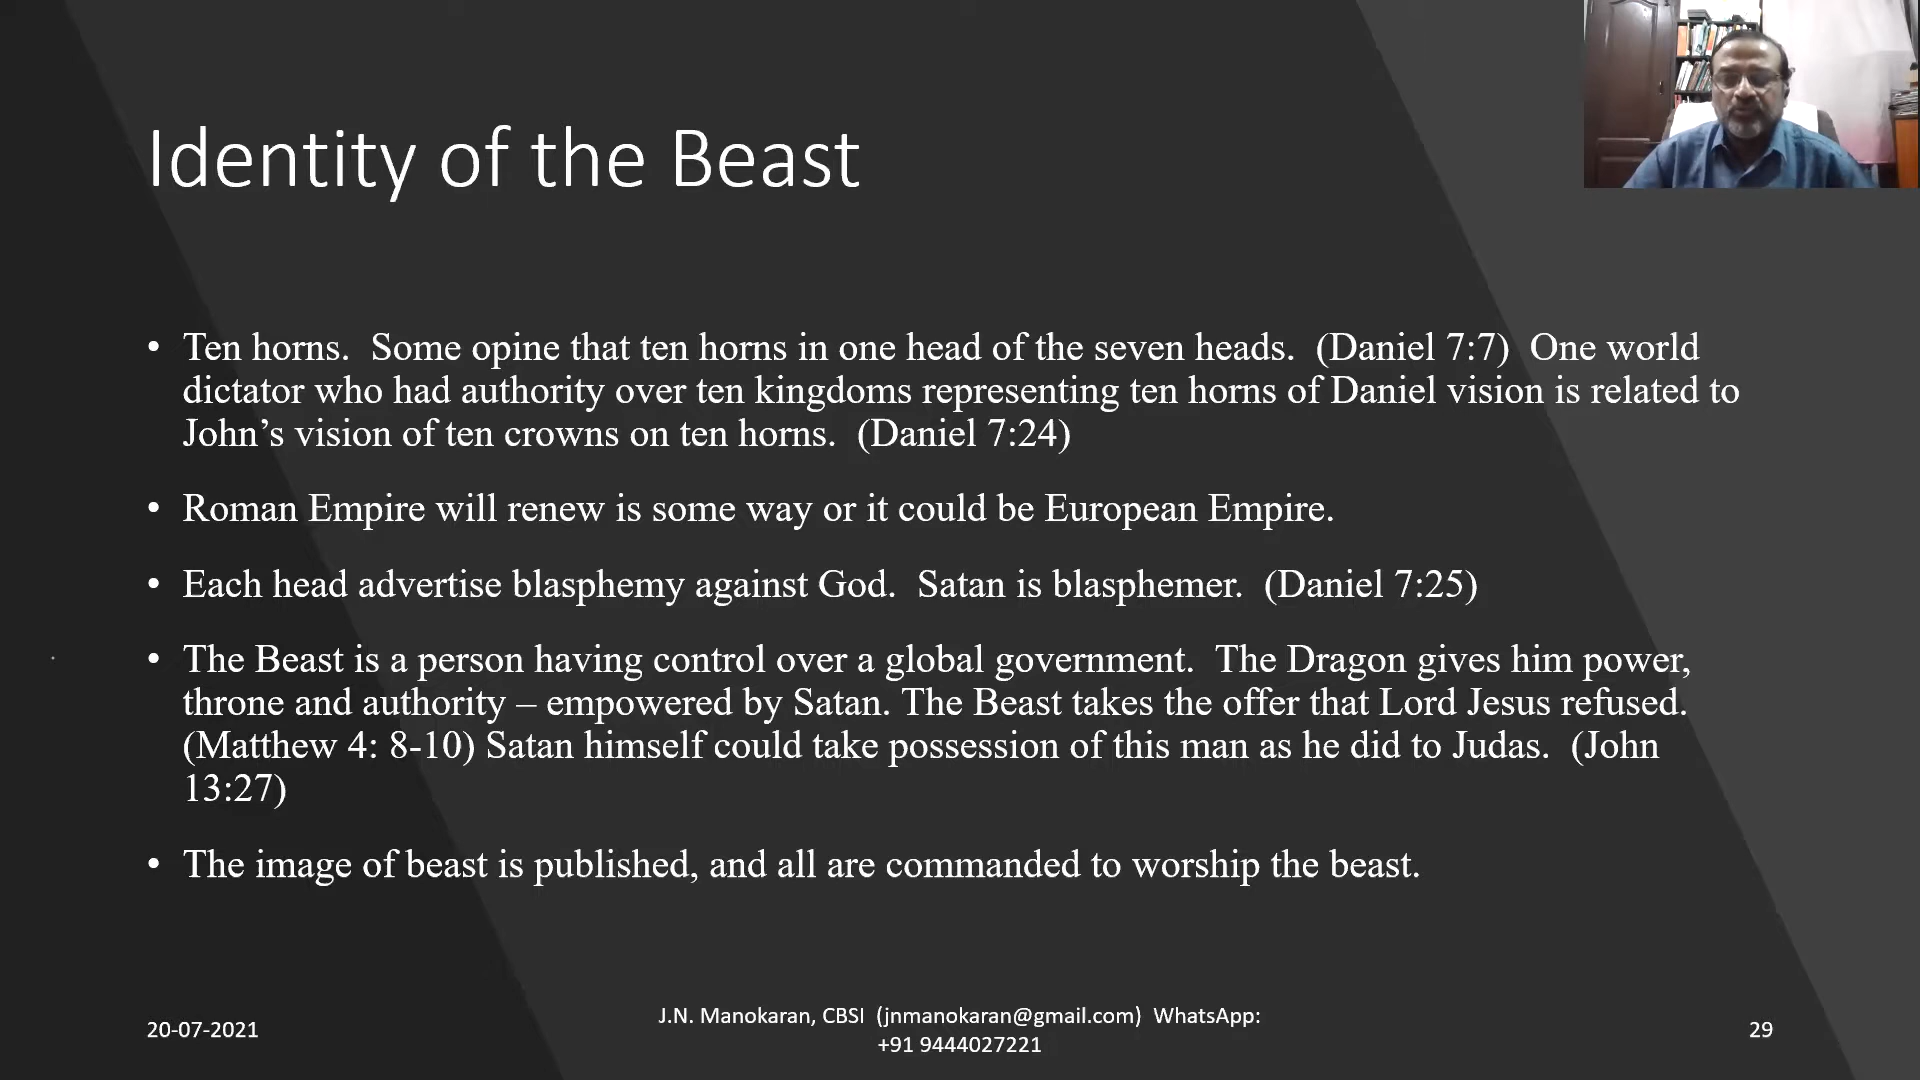 Identity of the Beast
• Ten horns.  Some opine that ten horns in one head of the seven heads.  (Daniel 7:7)  One world
dictator who had authority over ten kingdoms representing ten horns of Daniel vision is related to
John’s vision of ten crowns on ten horns.  (Daniel 7:24)
• Roman Empire will renew is some way or it could be European Empire.
• Each head advertise blasphemy against God.  Satan is blasphemer.  (Daniel 7:25)
• The Beast is a person having control over a global government.  The Dragon gives him power,
throne and authority – empowered by Satan. The Beast takes the offer that Lord Jesus refused.
(Matthew 4: 8-10) Satan himself could take possession of this man as he did to Judas.  (John
13:27)
• The image of beast is published, and all are commanded to worship the beast.
20-07-2021
J.N. Manokaran, CBSI  (jnmanokaran@gmail.com)  WhatsApp:
+91 9444027221
29